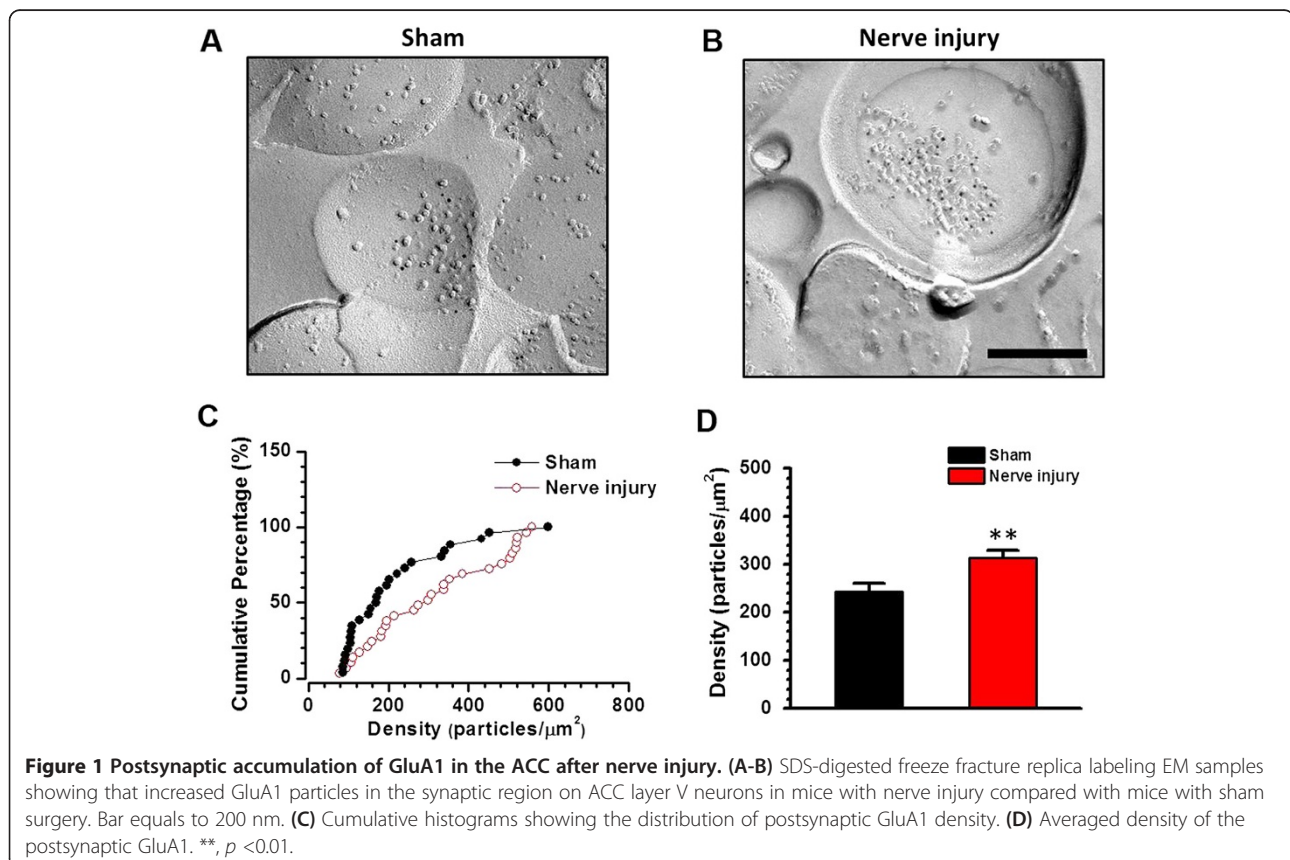 A
Sham
B
Nerve injury
C
Cumulative Percentage (%)
150
100
50
0
0
200
400
600
800
Density (particles/μm²)
Sham
Nerve injury
D
Density (particles/μm²)
500
400
300
200
100
0
Sham
Nerve injury
**
Figure 1 Postsynaptic accumulation of GluA1 in the ACC after nerve injury. (A-B) SDS-digested freeze fracture replica labeling EM samples
showing that increased GluA1 particles in the synaptic region on ACC layer V neurons in mice with nerve injury compared with mice with sham
surgery. Bar equals to 200 nm. (C) Cumulative histograms showing the distribution of postsynaptic GluA1 density. (D) Averaged density of the
postsynaptic GluA1. **, p <0.01.